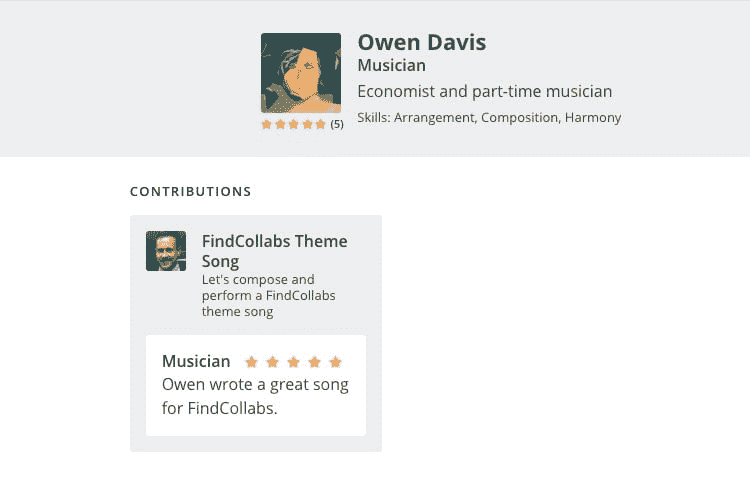 Owen Davis
Musician
Economist and part-time musician
(5)
Skills: Arrangement, Composition, Harmony
CONTRIBUTIONS
FindCollabs Theme
Song
Let's compose and
perform a FindCollabs
theme song
Musician
Owen wrote a great song
for FindCollabs.